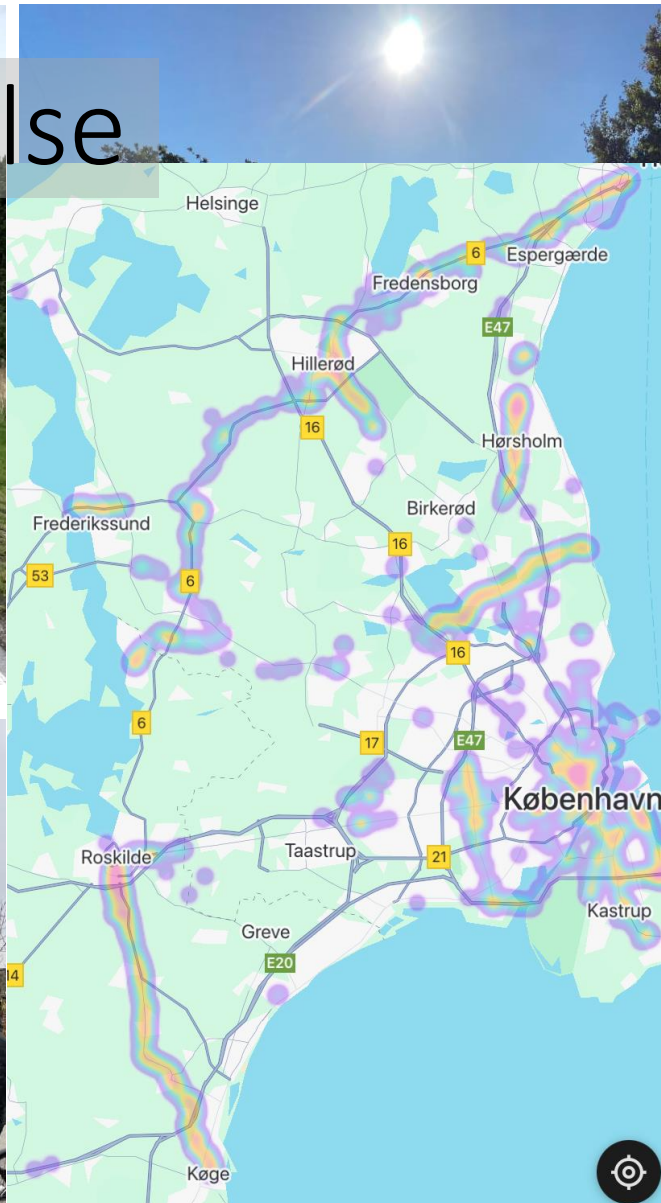 lse
Helsinge
6
Espergærde
Fredensborg
E47
Hillerød
16
Hørsholm
Birkerød
Frederikssund
16
53
6
16
6
17
E47
København
Roskilde
Taastrup
21
Kastrup
Greve
E20
14
Køge